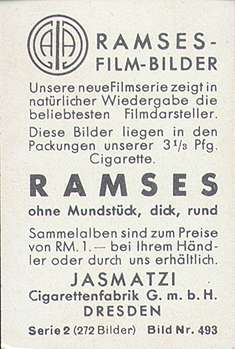 RAMSES-
FILM-BILDER
Unsere neue Filmserie zeigt in
natürlicher Wiedergabe die
beliebtesten Filmdarsteller.
Diese Bilder liegen in den
Packungen unserer 3⅓ Pfg.
Cigarette.
RAMSES
ohne Mundstück, dick, rund
Sammelalben sind zum Preise
von RM. 1.— bei Ihrem Händ-
ler oder durch uns erhältlich.
JASMATZI
Cigarettenfabrik G. m. b. H.
DRESDEN
Serie 2 (272 Bilder) Bild Nr. 493